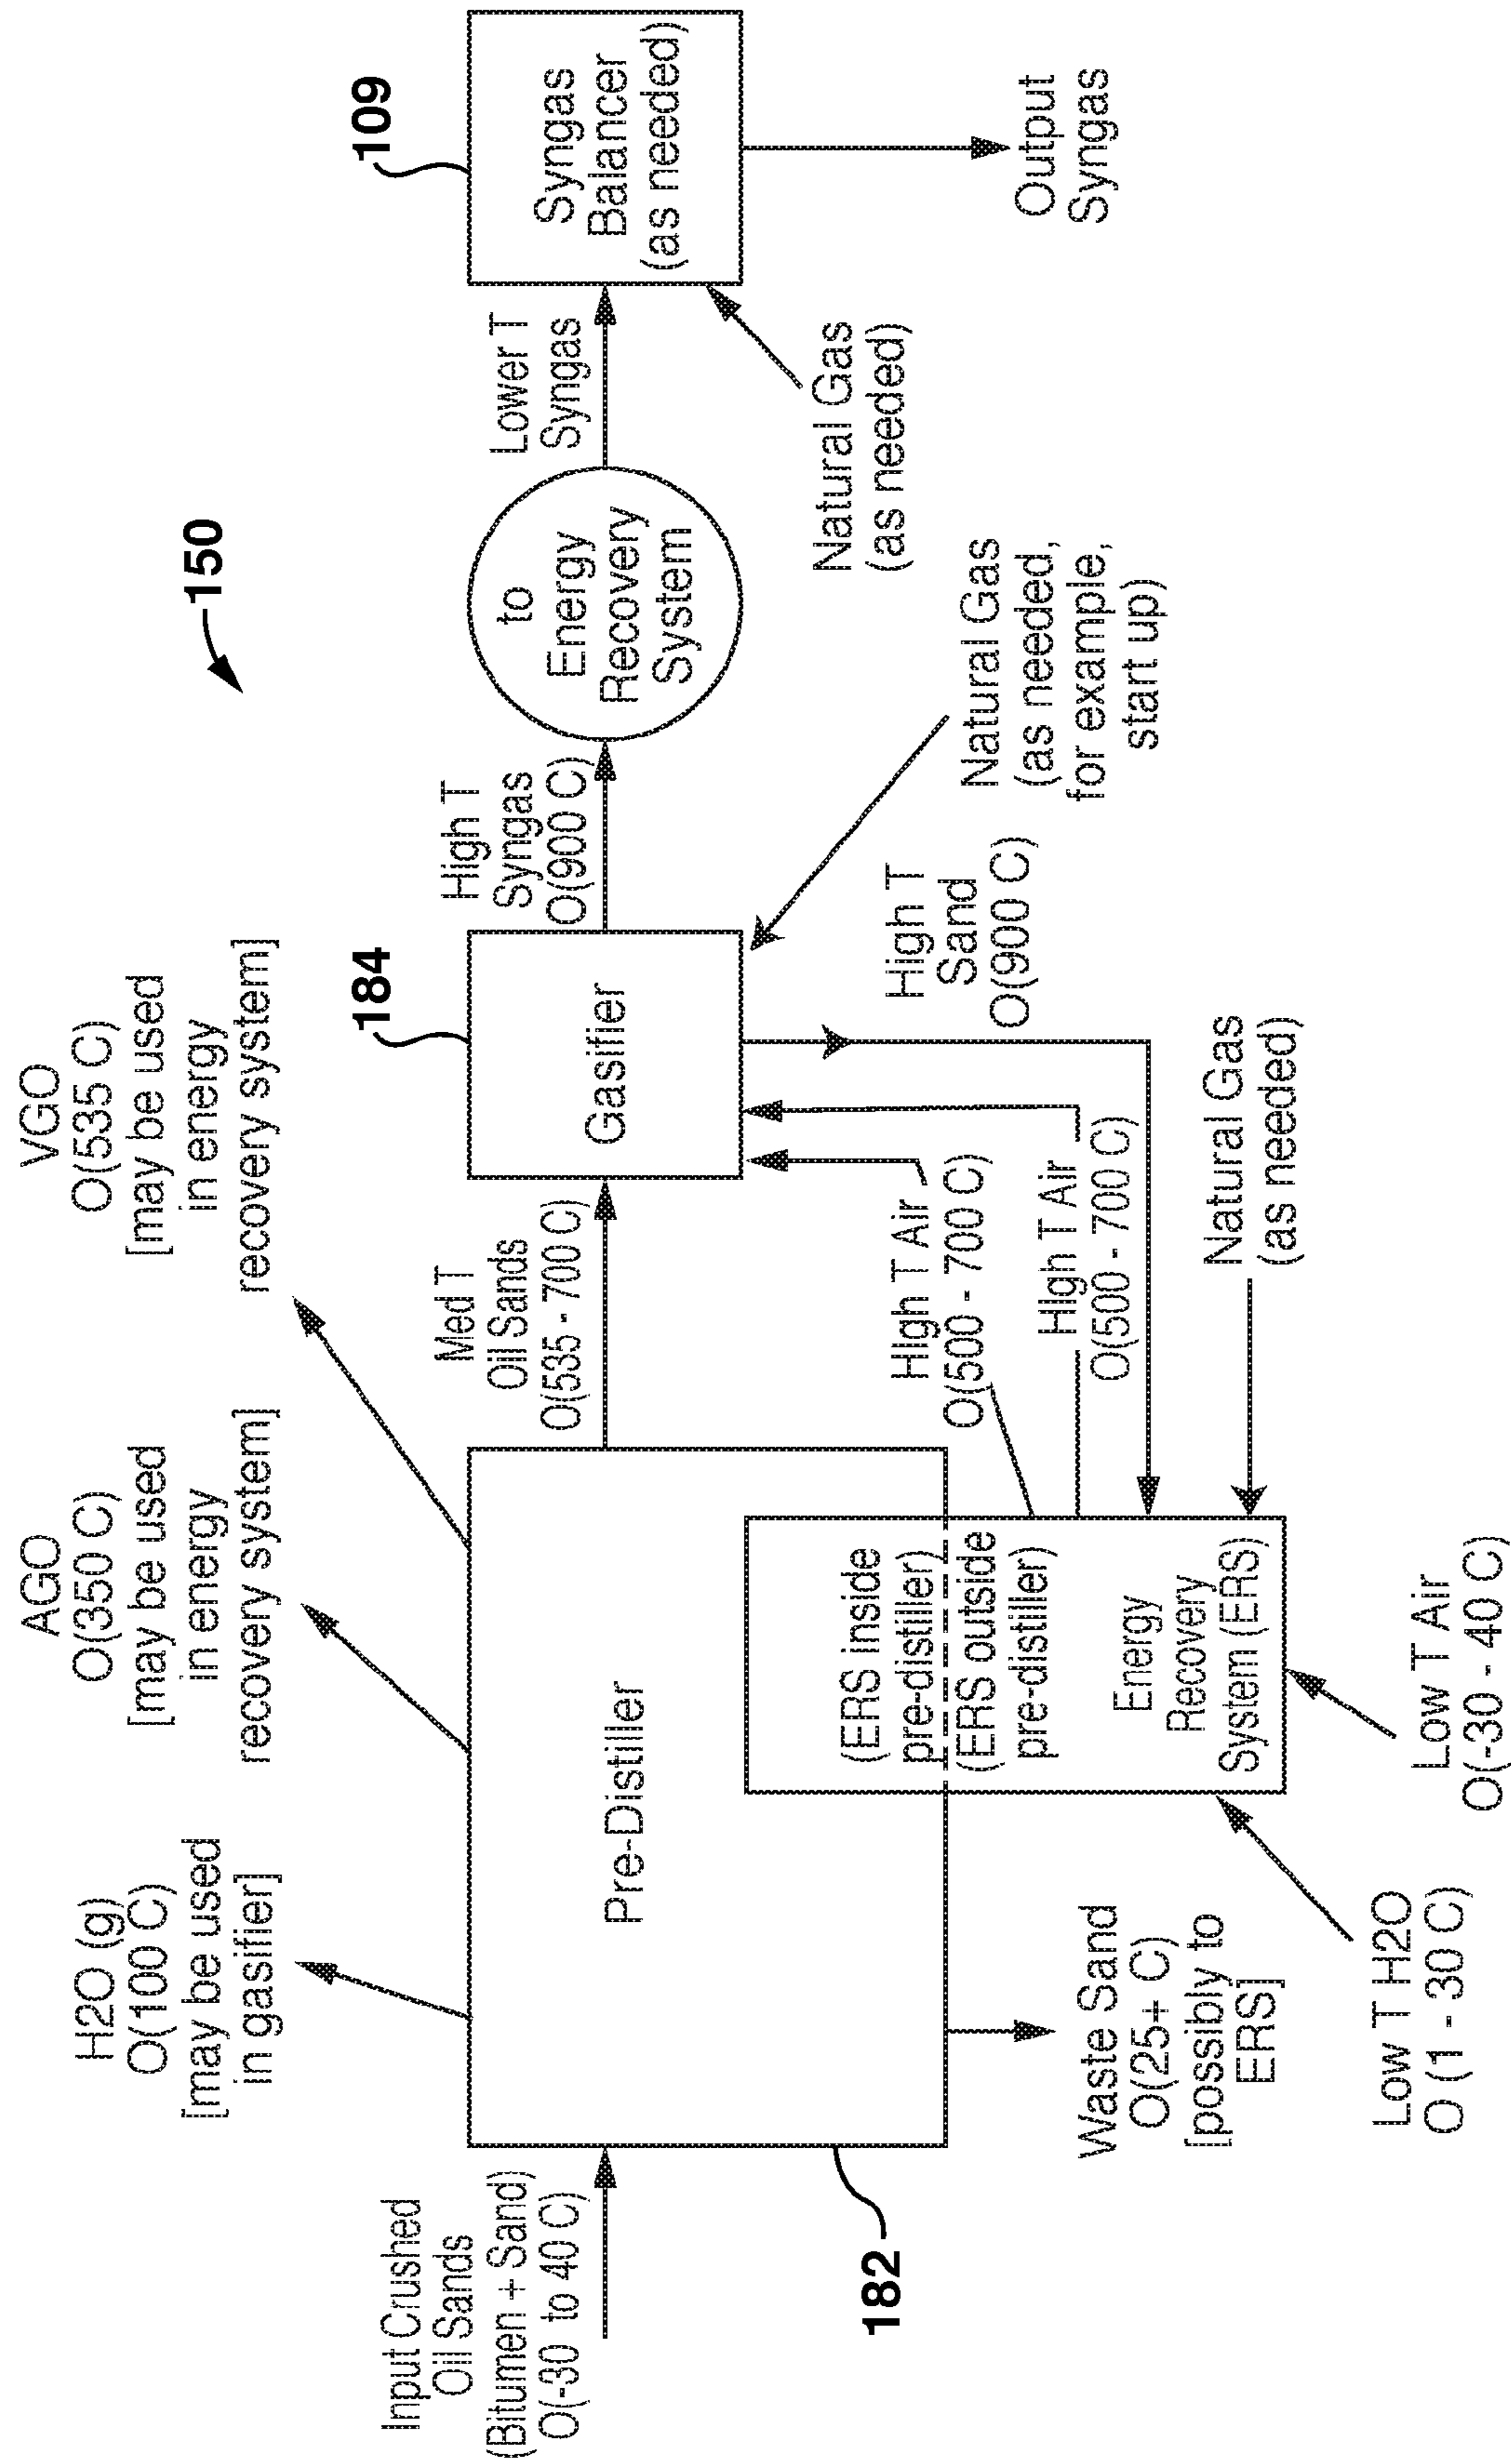 150
H2O (g)
O(100 C)
[may be used
in gasifier]
AGO
O(350 C)
[may be used
in energy
recovery system]
VGO
O(535 C)
[may be used
in energy
recovery system]
Input Crushed
Oil Sands
(Bitumen + Sand)
O(-30 to 40 C)
Pre-Distiller
182
(ERS inside
pre-distiller)
(ERS outside
pre-distiller)
Energy
Recovery
System (ERS)
Waste Sand
O(25+ C)
[possibly to
ERS]
Low T H2O
O (1 - 30 C)
Low T Air
O(-30 - 40 C)
Med T
Oil Sands
O(535 - 700 C)
184
Gasifier
HIgh T Air
O(500 - 700 C)
HIgh T Air
O(500 - 700 C)
High T
Sand
O(900 C)
Natural Gas
(as needed)
Natural Gas
(as needed,
for example,
start up)
High T
Syngas
O(900 C)
to
Energy
Recovery
System
Lower T
Syngas
Natural Gas
(as needed)
109
Syngas
Balancer
(as needed)
Output
Syngas